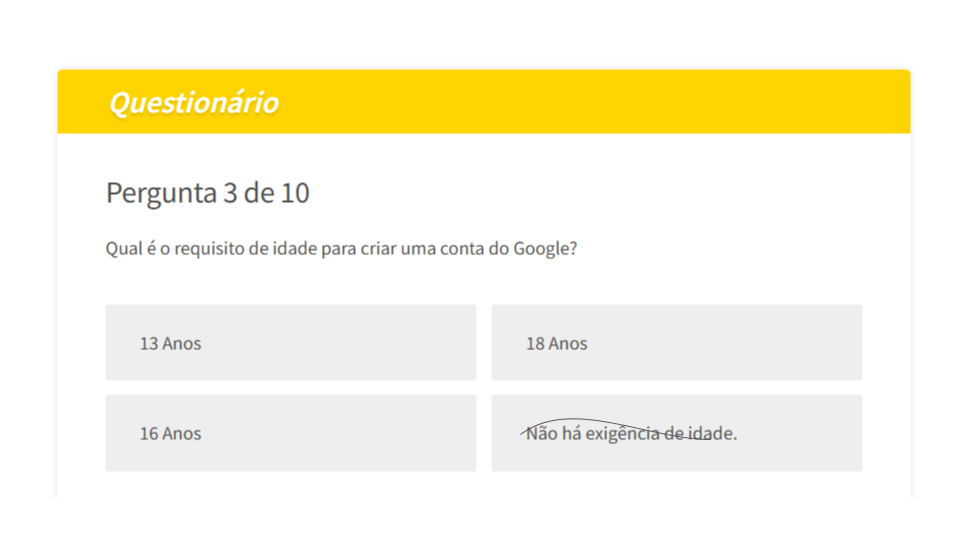 Questionário
Pergunta 3 de 10
Qual é o requisito de idade para criar uma conta do Google?
13 Anos
18 Anos
16 Anos
Não há exigência de idade.